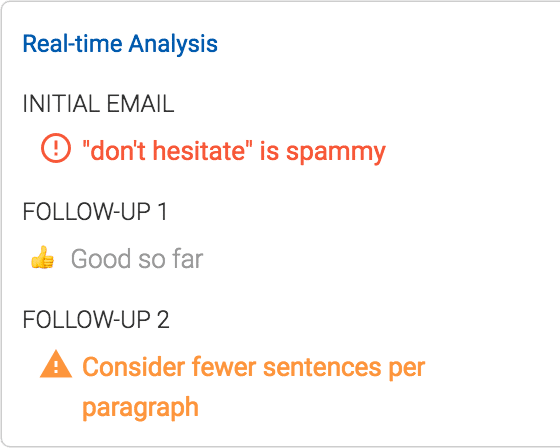 Real-time Analysis
INITIAL EMAIL
"don't hesitate" is spammy
FOLLOW-UP 1
Good so far
FOLLOW-UP 2
Consider fewer sentences per
paragraph